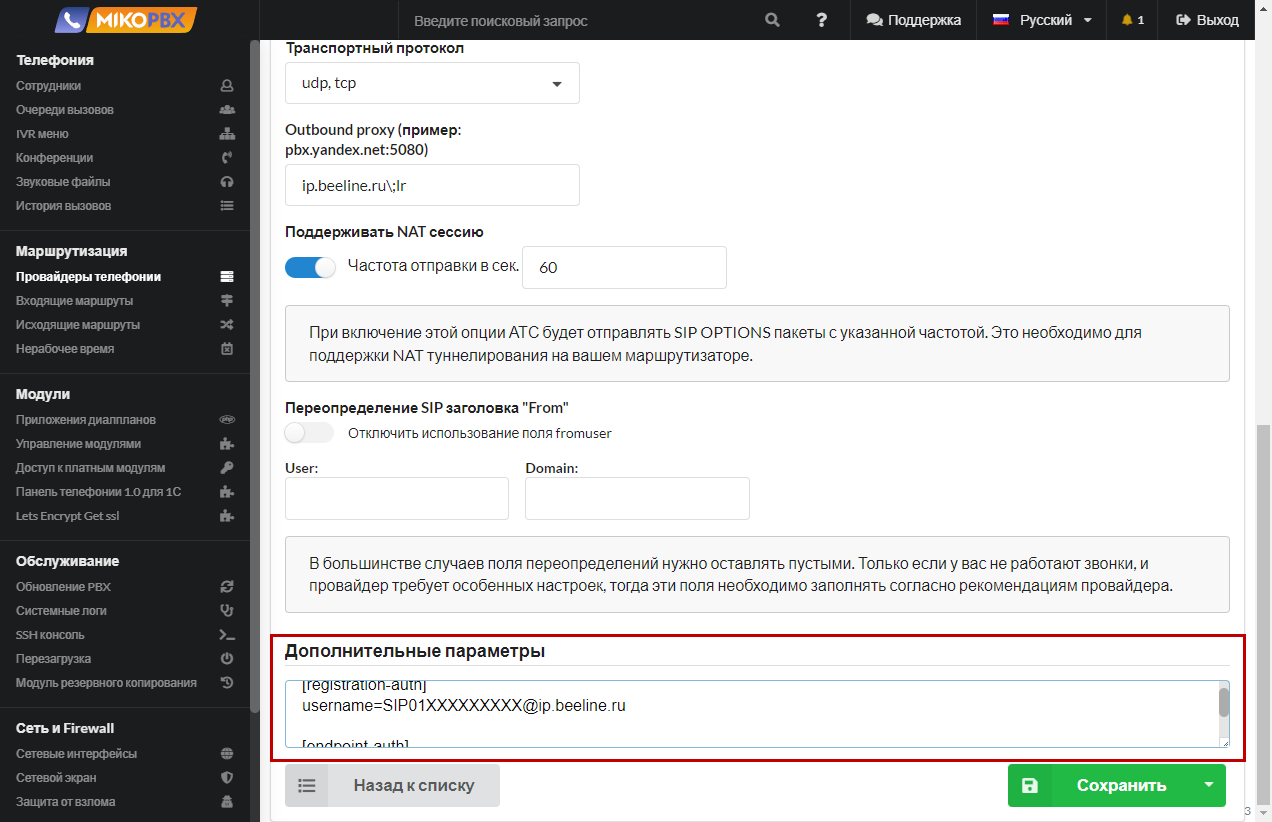 MIKOPBX
Введите поисковый запрос
?
Поддержка
Русский
1
Выход
Телефония
Сотрудники
Очереди вызовов
IVR меню
Конференции
Звуковые файлы
История вызовов
Маршрутизация
Провайдеры телефонии
Входящие маршруты
Исходящие маршруты
Нерабочее время
Модули
Приложения диалпланов
Управление модулями
Доступ к платным модулям
Панель телефонии 1.0 для 1С
Lets Encrypt Get ssl
Обслуживание
Обновление PBX
Системные логи
SSH консоль
Перезагрузка
Модуль резервного копирования
Сеть и Firewall
Сетевые интерфейсы
Сетевой экран
Защита от взлома
Транспортный протокол
udp, tcp
Outbound proxy (пример:
pbx.yandex.net:5080)
ip.beeline.ru\;lr
Поддерживать NAT сессию
Частота отправки в сек.
60
При включение этой опции АТС будет отправлять SIP OPTIONS пакеты с указанной частотой. Это необходимо для
поддержки NAT туннелирования на вашем маршрутизаторе.
Переопределение SIP заголовка "From"
Отключить использование поля fromuser
User:
Domain:
В большинстве случаев поля переопределений нужно оставлять пустыми. Только если у вас не работают звонки, и
провайдер требует особенных настроек, тогда эти поля необходимо заполнять согласно рекомендациям провайдера.
Дополнительные параметры
[registration-auth]
username=SIP01XXXXXXXXX@ip.beeline.ru
[endpoint-auth]
Назад к списку
Сохранить
3